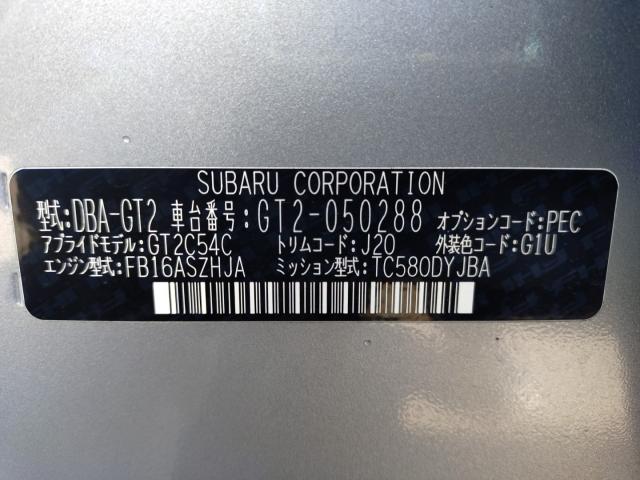 SUBARU CORPORATION
型式:DBA-GT2 車台番号:GT2-050288 オプションコード:PEC
アプライドモデル:GT2C54C トリムコード:J20 外装色コード:G1U
エンジン型式:FB16ASZHJA ミッション型式:TC580DYJBA